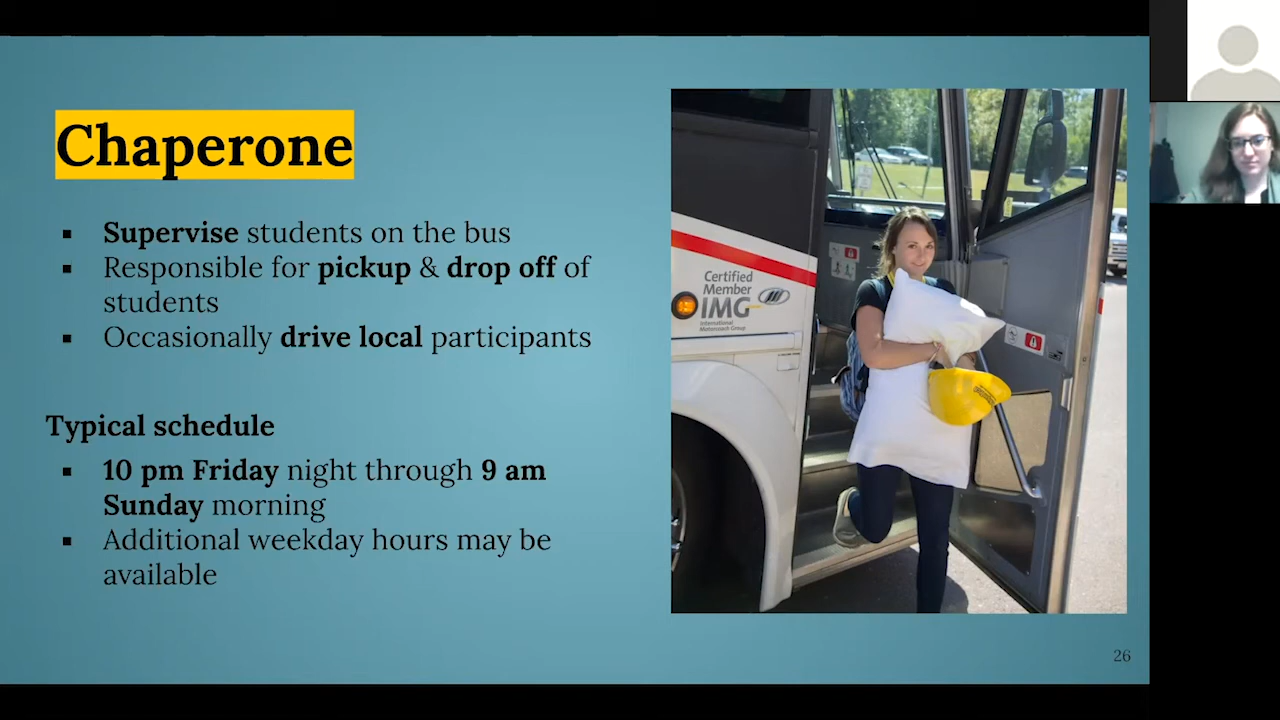 Chaperone
▪ Supervise students on the bus
▪ Responsible for pickup & drop off of
students
▪ Occasionally drive local participants
Typical schedule
▪ 10 pm Friday night through 9 am
Sunday morning
▪ Additional weekday hours may be
available
Certified
Member
IMG
International
Motorcoach Group
26